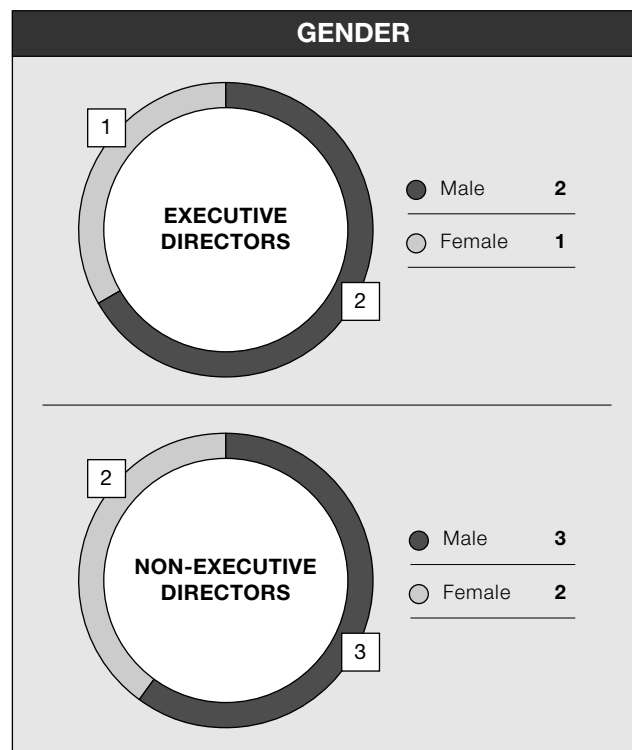 GENDER
1
EXECUTIVE
DIRECTORS
2
Male 2
Female 1
2
NON-EXECUTIVE
DIRECTORS
3
Male 3
Female 2